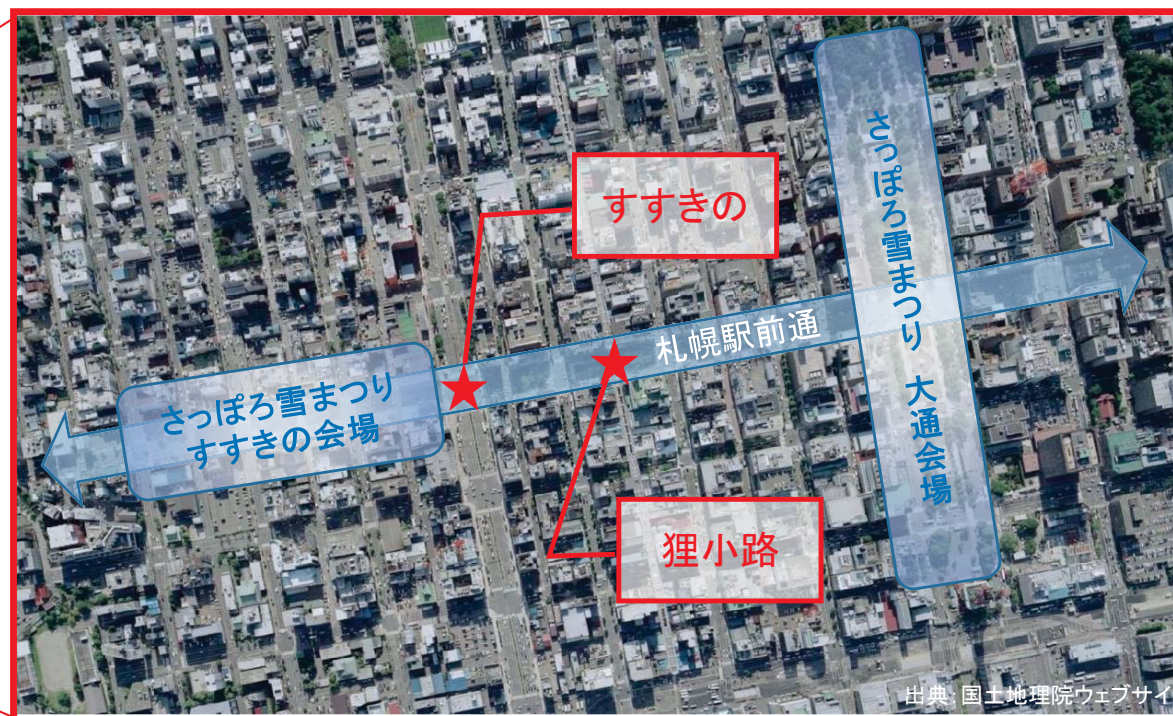 すすきの
さっぽろ雪まつり 大通会場
札幌駅前通
さっぽろ雪まつり
すすきの会場
狸小路
出典:国土地理院ウェブサイ